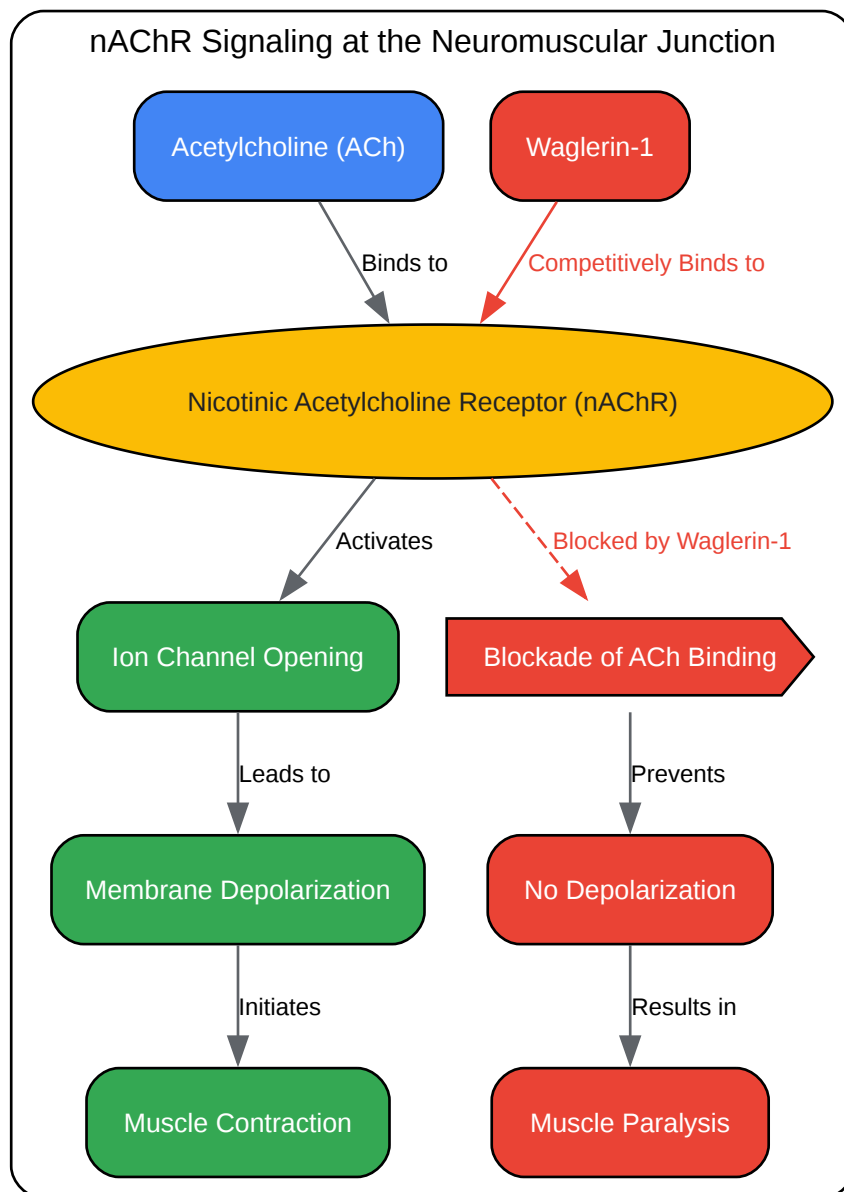 nAChR Signaling at the Neuromuscular Junction
Acetylcholine (ACh)
Waglerin-1
Binds to
Competitively Binds to
Nicotinic Acetylcholine Receptor (nAChR)
Activates
Blocked by Waglerin-1
Ion Channel Opening
Blockade of ACh Binding
Leads to
Prevents
Membrane Depolarization
No Depolarization
Initiates
Results in
Muscle Contraction
Muscle Paralysis